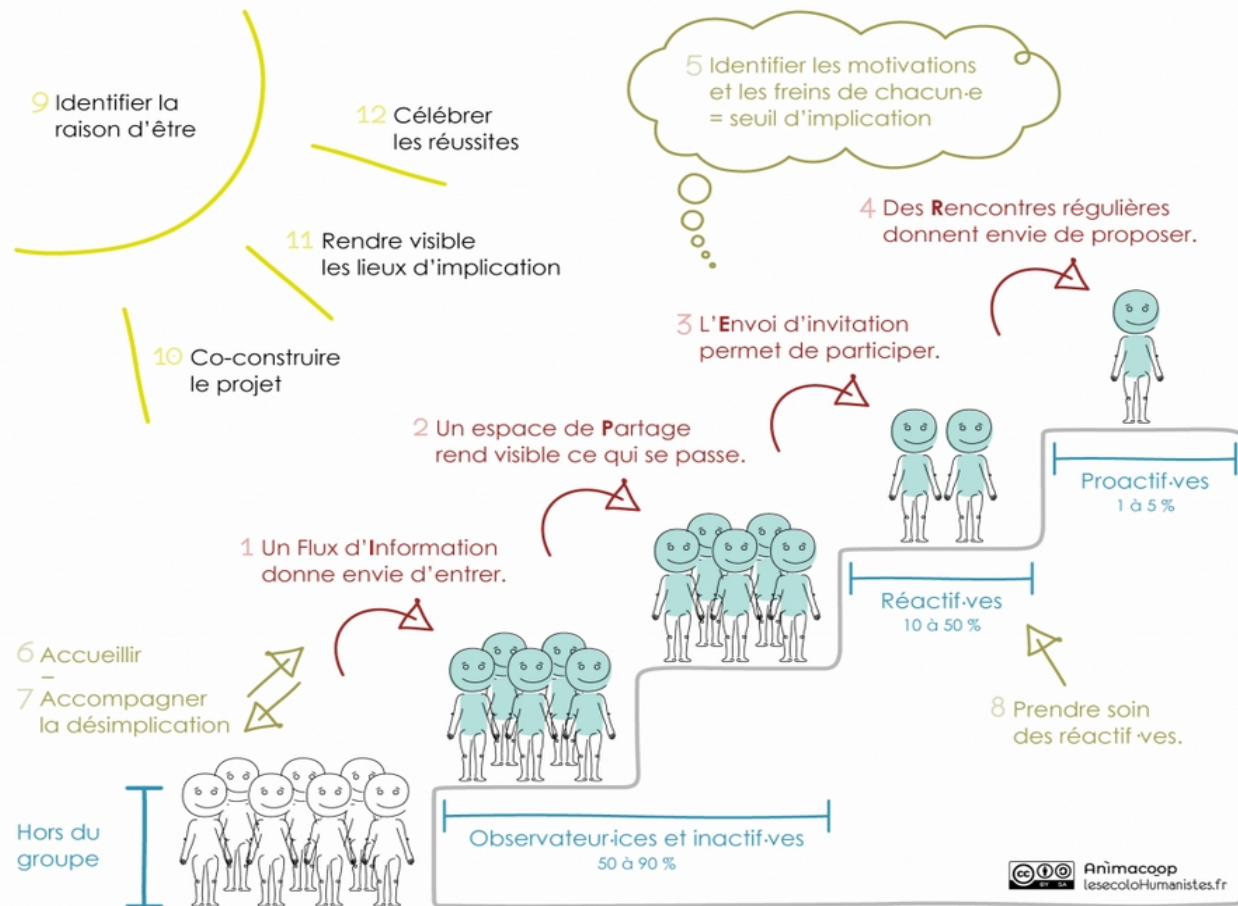 9 Identifier la
raison d'être
12 Célébrer
les réussites
11 Rendre visible
les lieux d'implication
10 Co-construire
le projet
5 Identifier les motivations
et les freins de chacun·e
= seuil d'implication
4 Des Rencontres régulières
donnent envie de proposer.
3 L'Envoi d'invitation
permet de participer.
2 Un espace de Partage
rend visible ce qui se passe.
1 Un Flux d'Information
donne envie d'entrer.
6 Accueillir
–
7 Accompagner
la désimplication
Proactif·ves
1 à 5 %
Réactif·ves
10 à 50 %
8 Prendre soin
des réactif·ves.
Hors du
groupe
Observateur·ices et inactif·ves
50 à 90 %
cc BY SA
Animacoop
lesecoloHumanistes.fr